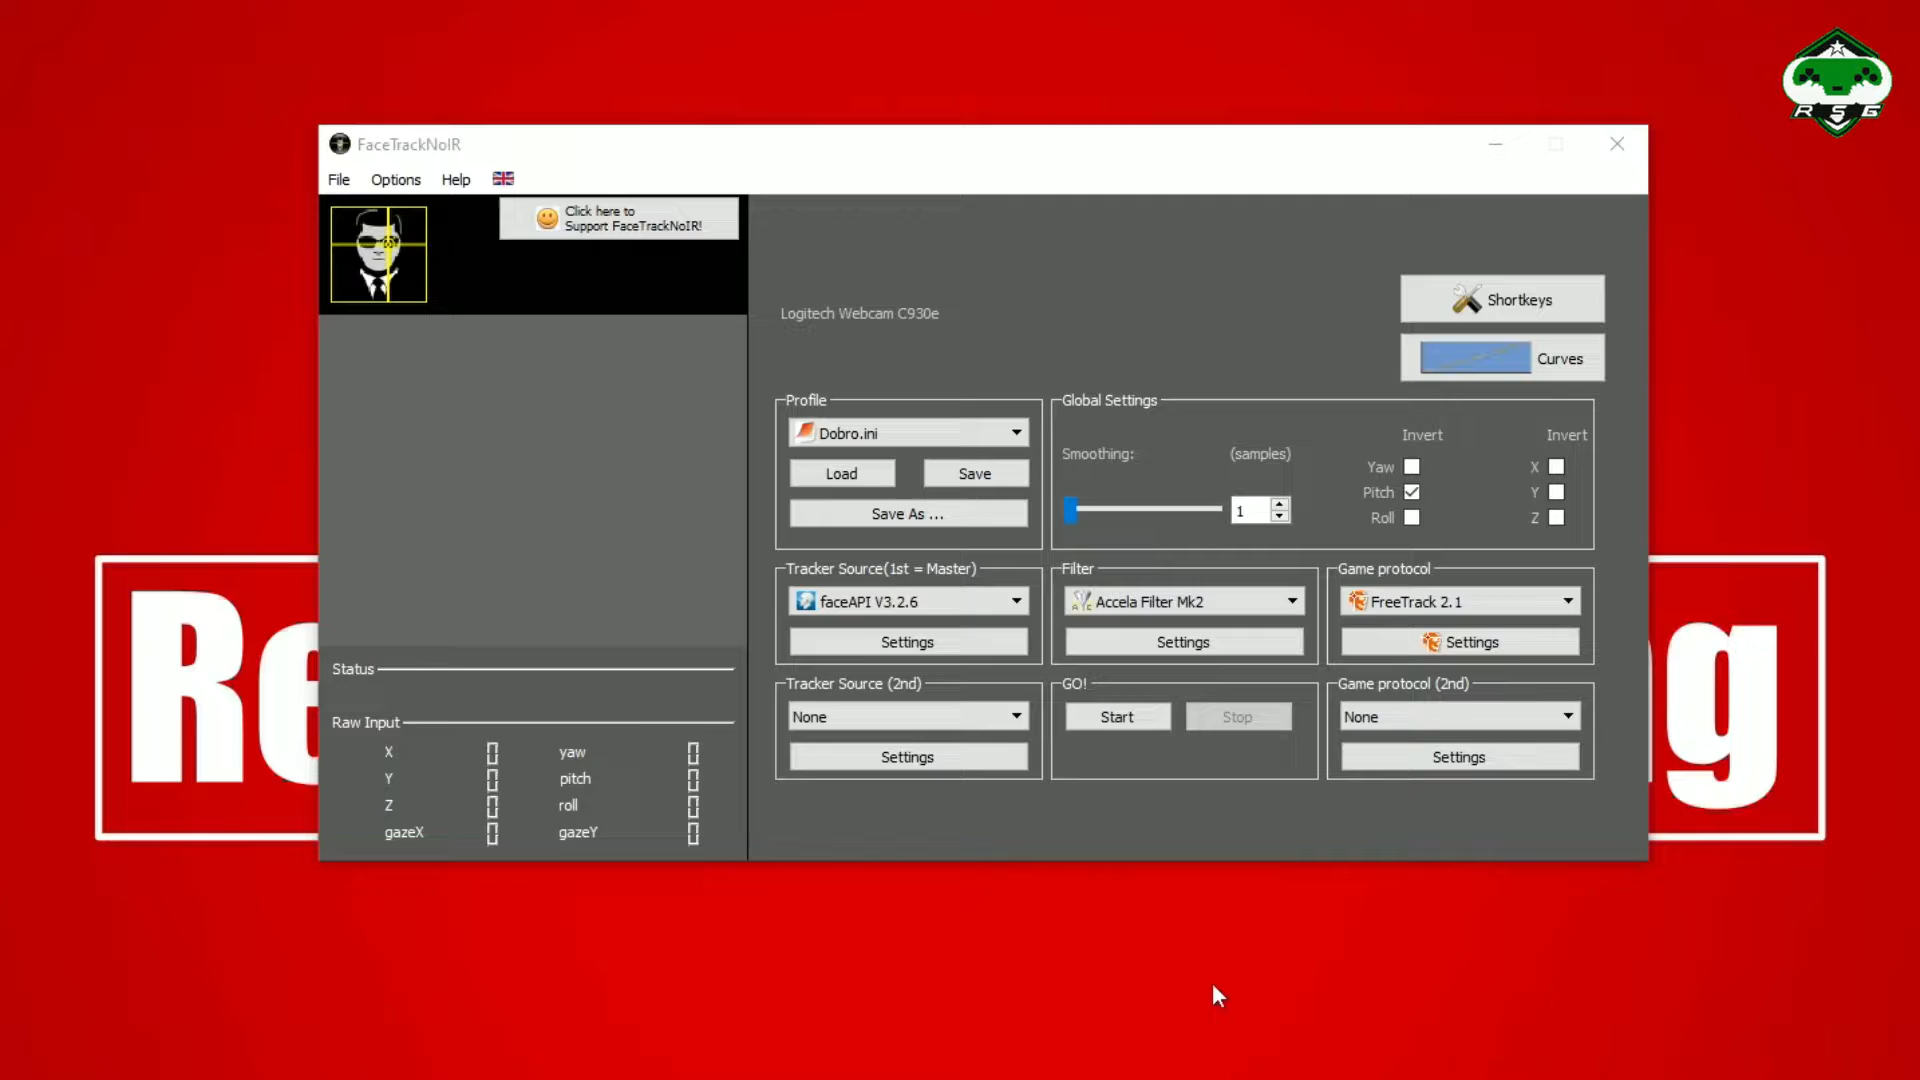 RSG
FaceTrackNoIR
File Options Help
Click here to
Support FaceTrackNoIR!
Logitech Webcam C930e
Shortkeys
Curves
Profile
Dobro.ini
Load Save
Save As ...
Global Settings
Invert Invert
Smoothing: (samples)
1
Yaw X
Pitch Y
Roll Z
Tracker Source(1st = Master)
faceAPI V3.2.6
Settings
Filter
Accela Filter Mk2
Settings
Game protocol
FreeTrack 2.1
Settings
Tracker Source (2nd)
None
Settings
GO!
Start Stop
Game protocol (2nd)
None
Settings
Status
Raw Input
X yaw
Y pitch
Z roll
gazeX gazeY